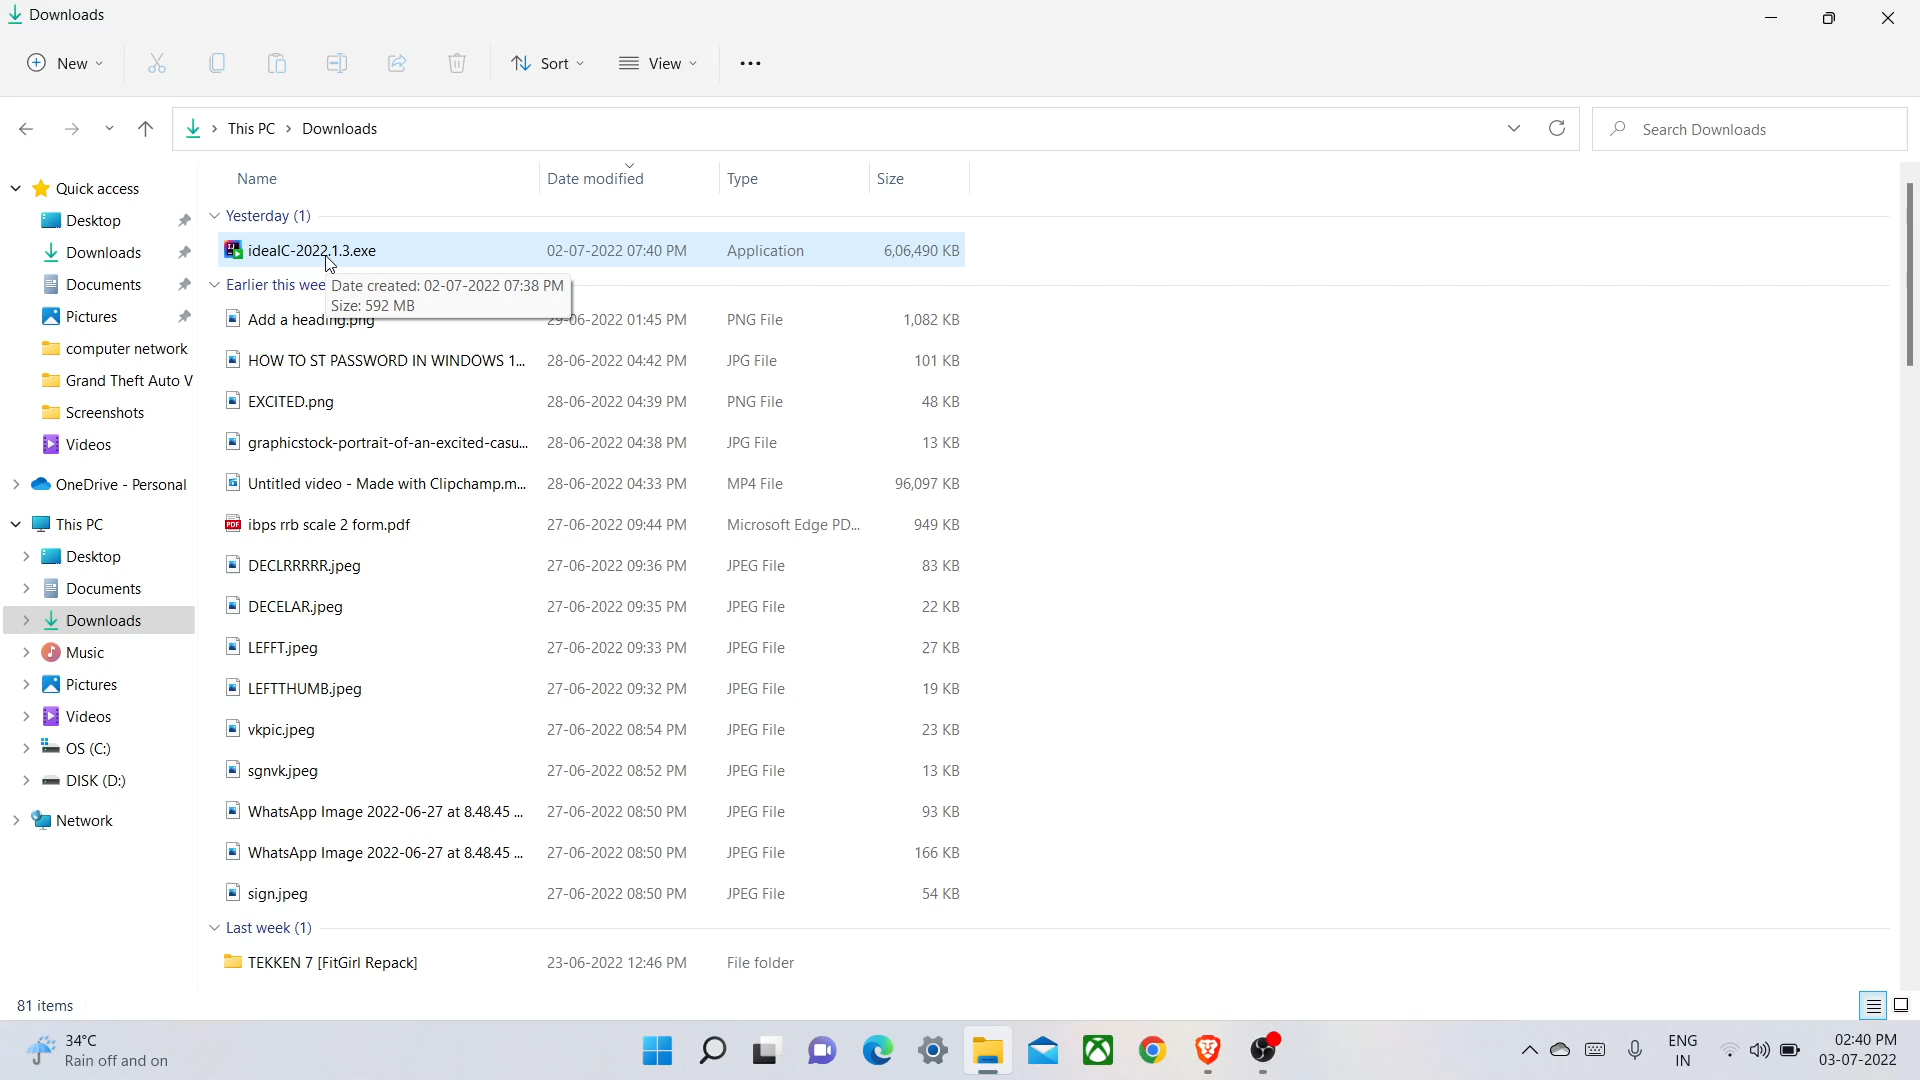 Downloads
New
Sort
View
This PC > Downloads
Search Downloads
Name Date modified Type Size
Quick access
Desktop
Downloads
Documents
Pictures
computer network
Grand Theft Auto V
Screenshots
Videos
OneDrive - Personal
This PC
Desktop
Documents
Downloads
Music
Pictures
Videos
OS (C:)
DISK (D:)
Network
Yesterday (1)
ideaIC-2022.1.3.exe 02-07-2022 07:40 PM Application 6,06,490 KB
Earlier this wee
Date created: 02-07-2022 07:38 PM
Size: 592 MB
Add a heading.png 29-06-2022 01:45 PM PNG File 1,082 KB
HOW TO ST PASSWORD IN WINDOWS 1... 28-06-2022 04:42 PM JPG File 101 KB
EXCITED.png 28-06-2022 04:39 PM PNG File 48 KB
graphicstock-portrait-of-an-excited-casu... 28-06-2022 04:38 PM JPG File 13 KB
Untitled video - Made with Clipchamp.m... 28-06-2022 04:33 PM MP4 File 96,097 KB
ibps rrb scale 2 form.pdf 27-06-2022 09:44 PM Microsoft Edge PD... 949 KB
DECLRRRRR.jpeg 27-06-2022 09:36 PM JPEG File 83 KB
DECELAR.jpeg 27-06-2022 09:35 PM JPEG File 22 KB
LEFFT.jpeg 27-06-2022 09:33 PM JPEG File 27 KB
LEFTTHUMB.jpeg 27-06-2022 09:32 PM JPEG File 19 KB
vkpic.jpeg 27-06-2022 08:54 PM JPEG File 23 KB
sgnvk.jpeg 27-06-2022 08:52 PM JPEG File 13 KB
WhatsApp Image 2022-06-27 at 8.48.45 ... 27-06-2022 08:50 PM JPEG File 93 KB
WhatsApp Image 2022-06-27 at 8.48.45 ... 27-06-2022 08:50 PM JPEG File 166 KB
sign.jpeg 27-06-2022 08:50 PM JPEG File 54 KB
Last week (1)
TEKKEN 7 [FitGirl Repack] 23-06-2022 12:46 PM File folder
81 items
34°C
Rain off and on
ENG
IN
02:40 PM
03-07-2022